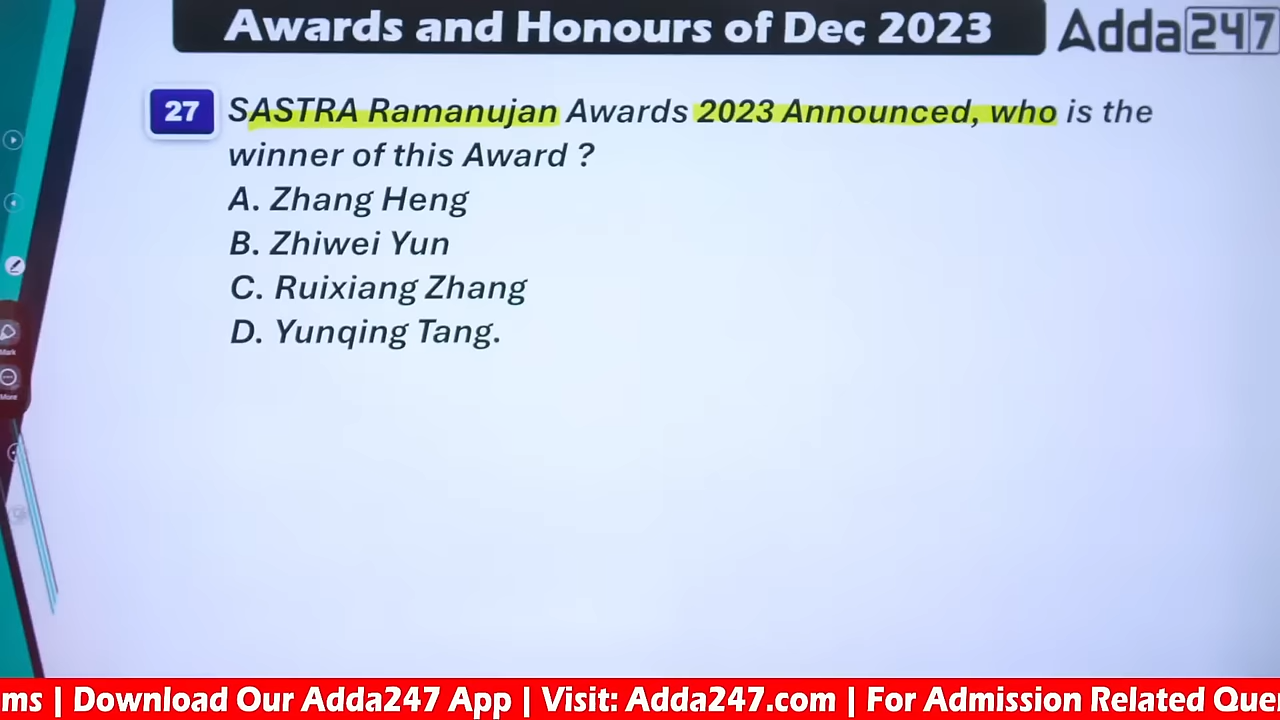 Awards and Honours of Dec 2023
Adda247
27 SASTRA Ramanujan Awards 2023 Announced, who is the
winner of this Award ?
A. Zhang Heng
B. Zhiwei Yun
C. Ruixiang Zhang
D. Yunqing Tang.
Mark
More
ms | Download Our Adda247 App | Visit: Adda247.com | For Admission Related Que